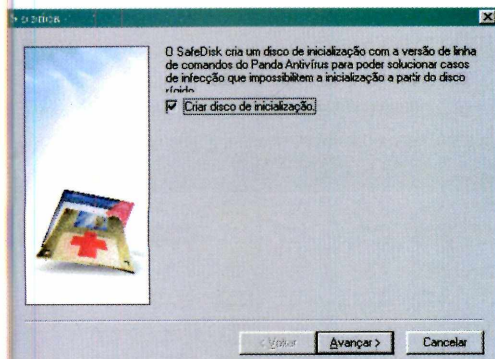 O SafeDisk cria um disco de inicialização com a versão de linha
de comandos do Panda Antivírus para poder solucionar casos
de infecção que impossibilitem a inicialização a partir do disco
rígido
Criar disco de inicialização.
< Voltar
Avançar >
Cancelar